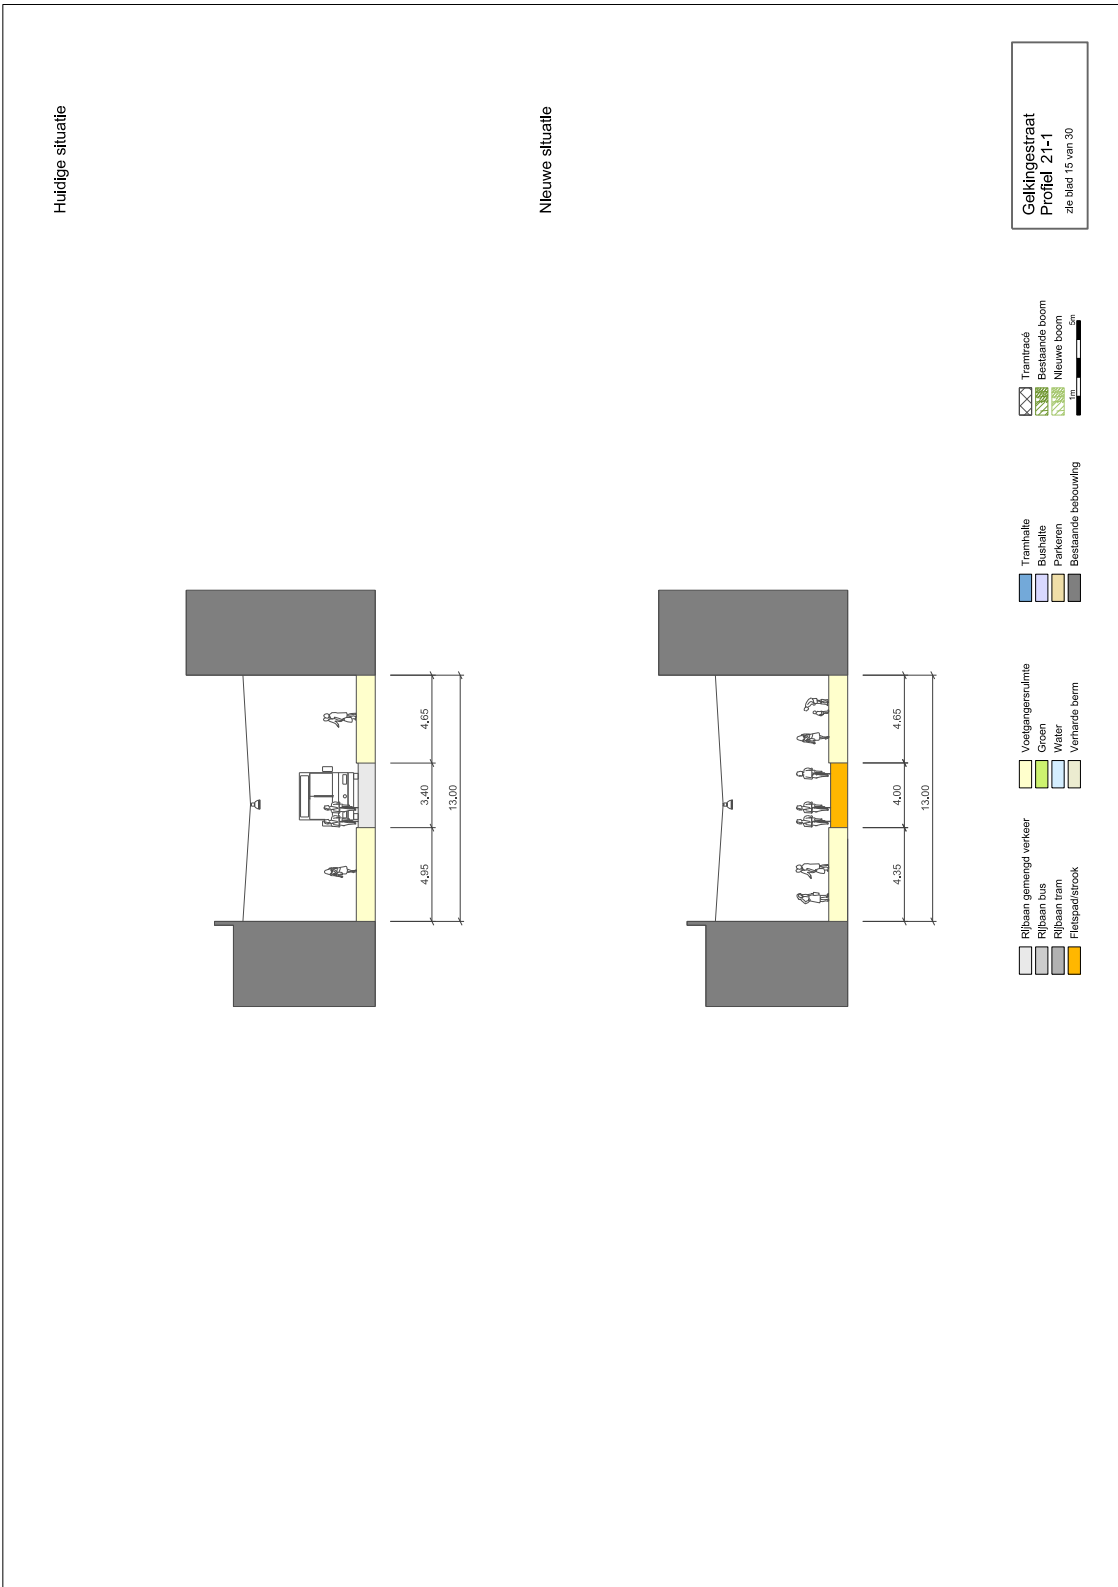 Huidige situatie
4.95
3.40
4.65
13.00
Nieuwe situatie
4.35
4.00
4.65
13.00
Rijbaan gemengd verkeer
Rijbaan bus
Rijbaan tram
Fietspad/strook
Voetgangersruimte
Groen
Water
Verharde berm
Tramhalte
Bushalte
Parkeren
Bestaande bebouwing
Tramtracé
Bestaande boom
Nieuwe boom
1m 5m
Gelkingestraat
Profiel 21-1
zie blad 15 van 30